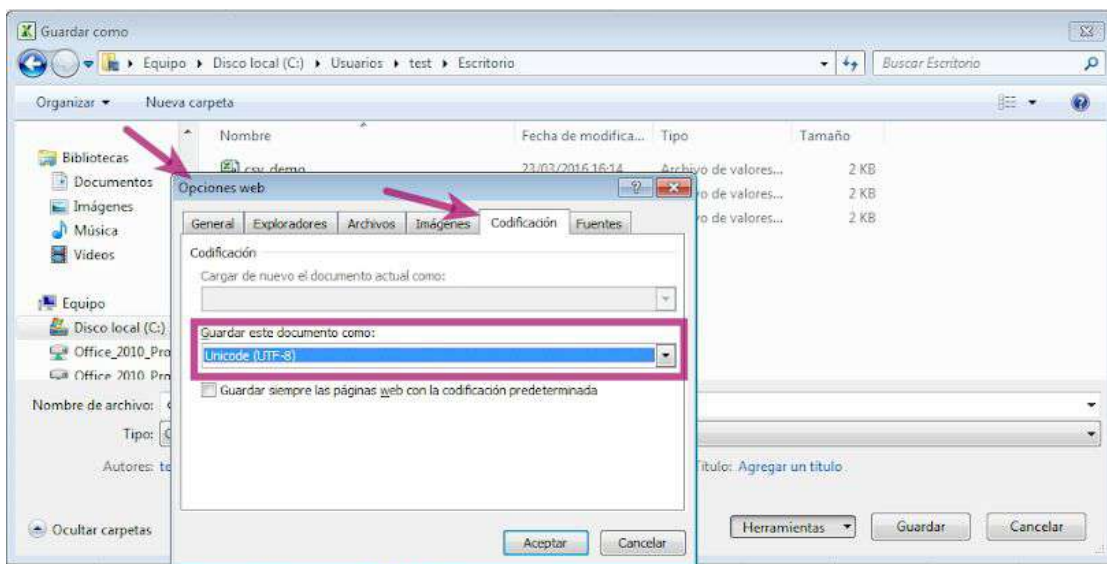 Guardar como
Equipo Disco local (C:) Usuarios test Escritorio
Buscar Escritorio
Organizar Nueva carpeta
Nombre Fecha de modifica... Tipo Tamaño
Bibliotecas
Documentos
Imágenes
Música
Vídeos
Equipo
Disco local (C:)
Office_2010_Pro
Office 2010 Pro
csv_demo 23/03/2016 16:14 Archivo de valores... 2 KB
vo de valores... 2 KB
vo de valores... 2 KB
Opciones web
General Exploradores Archivos Imágenes Codificación Fuentes
Codificación
Cargar de nuevo el documento actual como:
Guardar este documento como:
Unicode (UTF-8)
Guardar siempre las páginas web con la codificación predeterminada
Aceptar Cancelar
Nombre de archivo:
Tipo:
Autores: te
Título: Agregar un título
Ocultar carpetas
Herramientas Guardar Cancelar